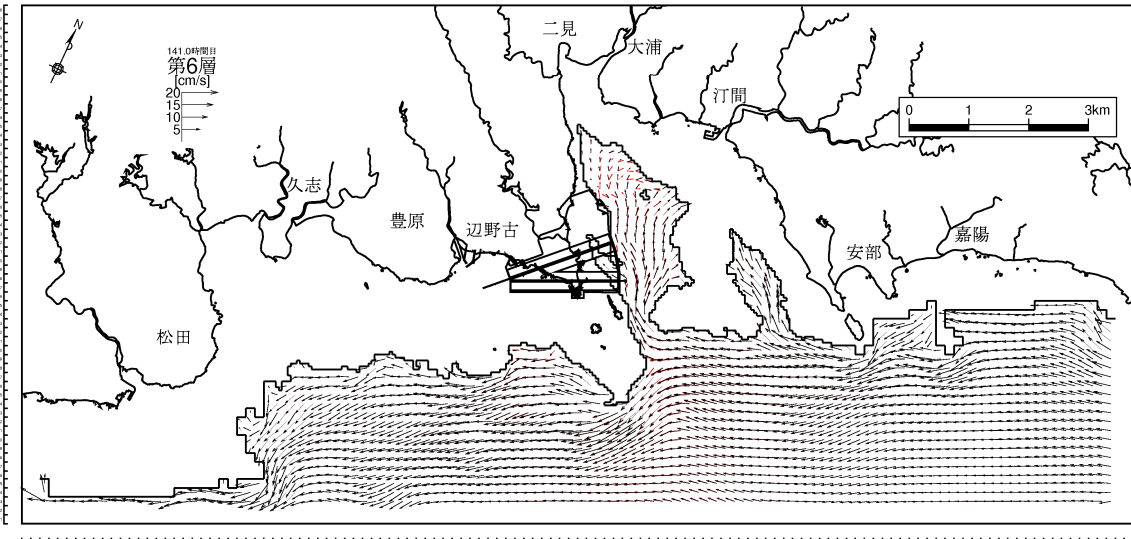 N
141.0時間目
第6層
[cm/s]
20
15
10
5
二見
大浦
汀間
0 1 2 3km
久志
豊原
辺野古
安部
嘉陽
松田